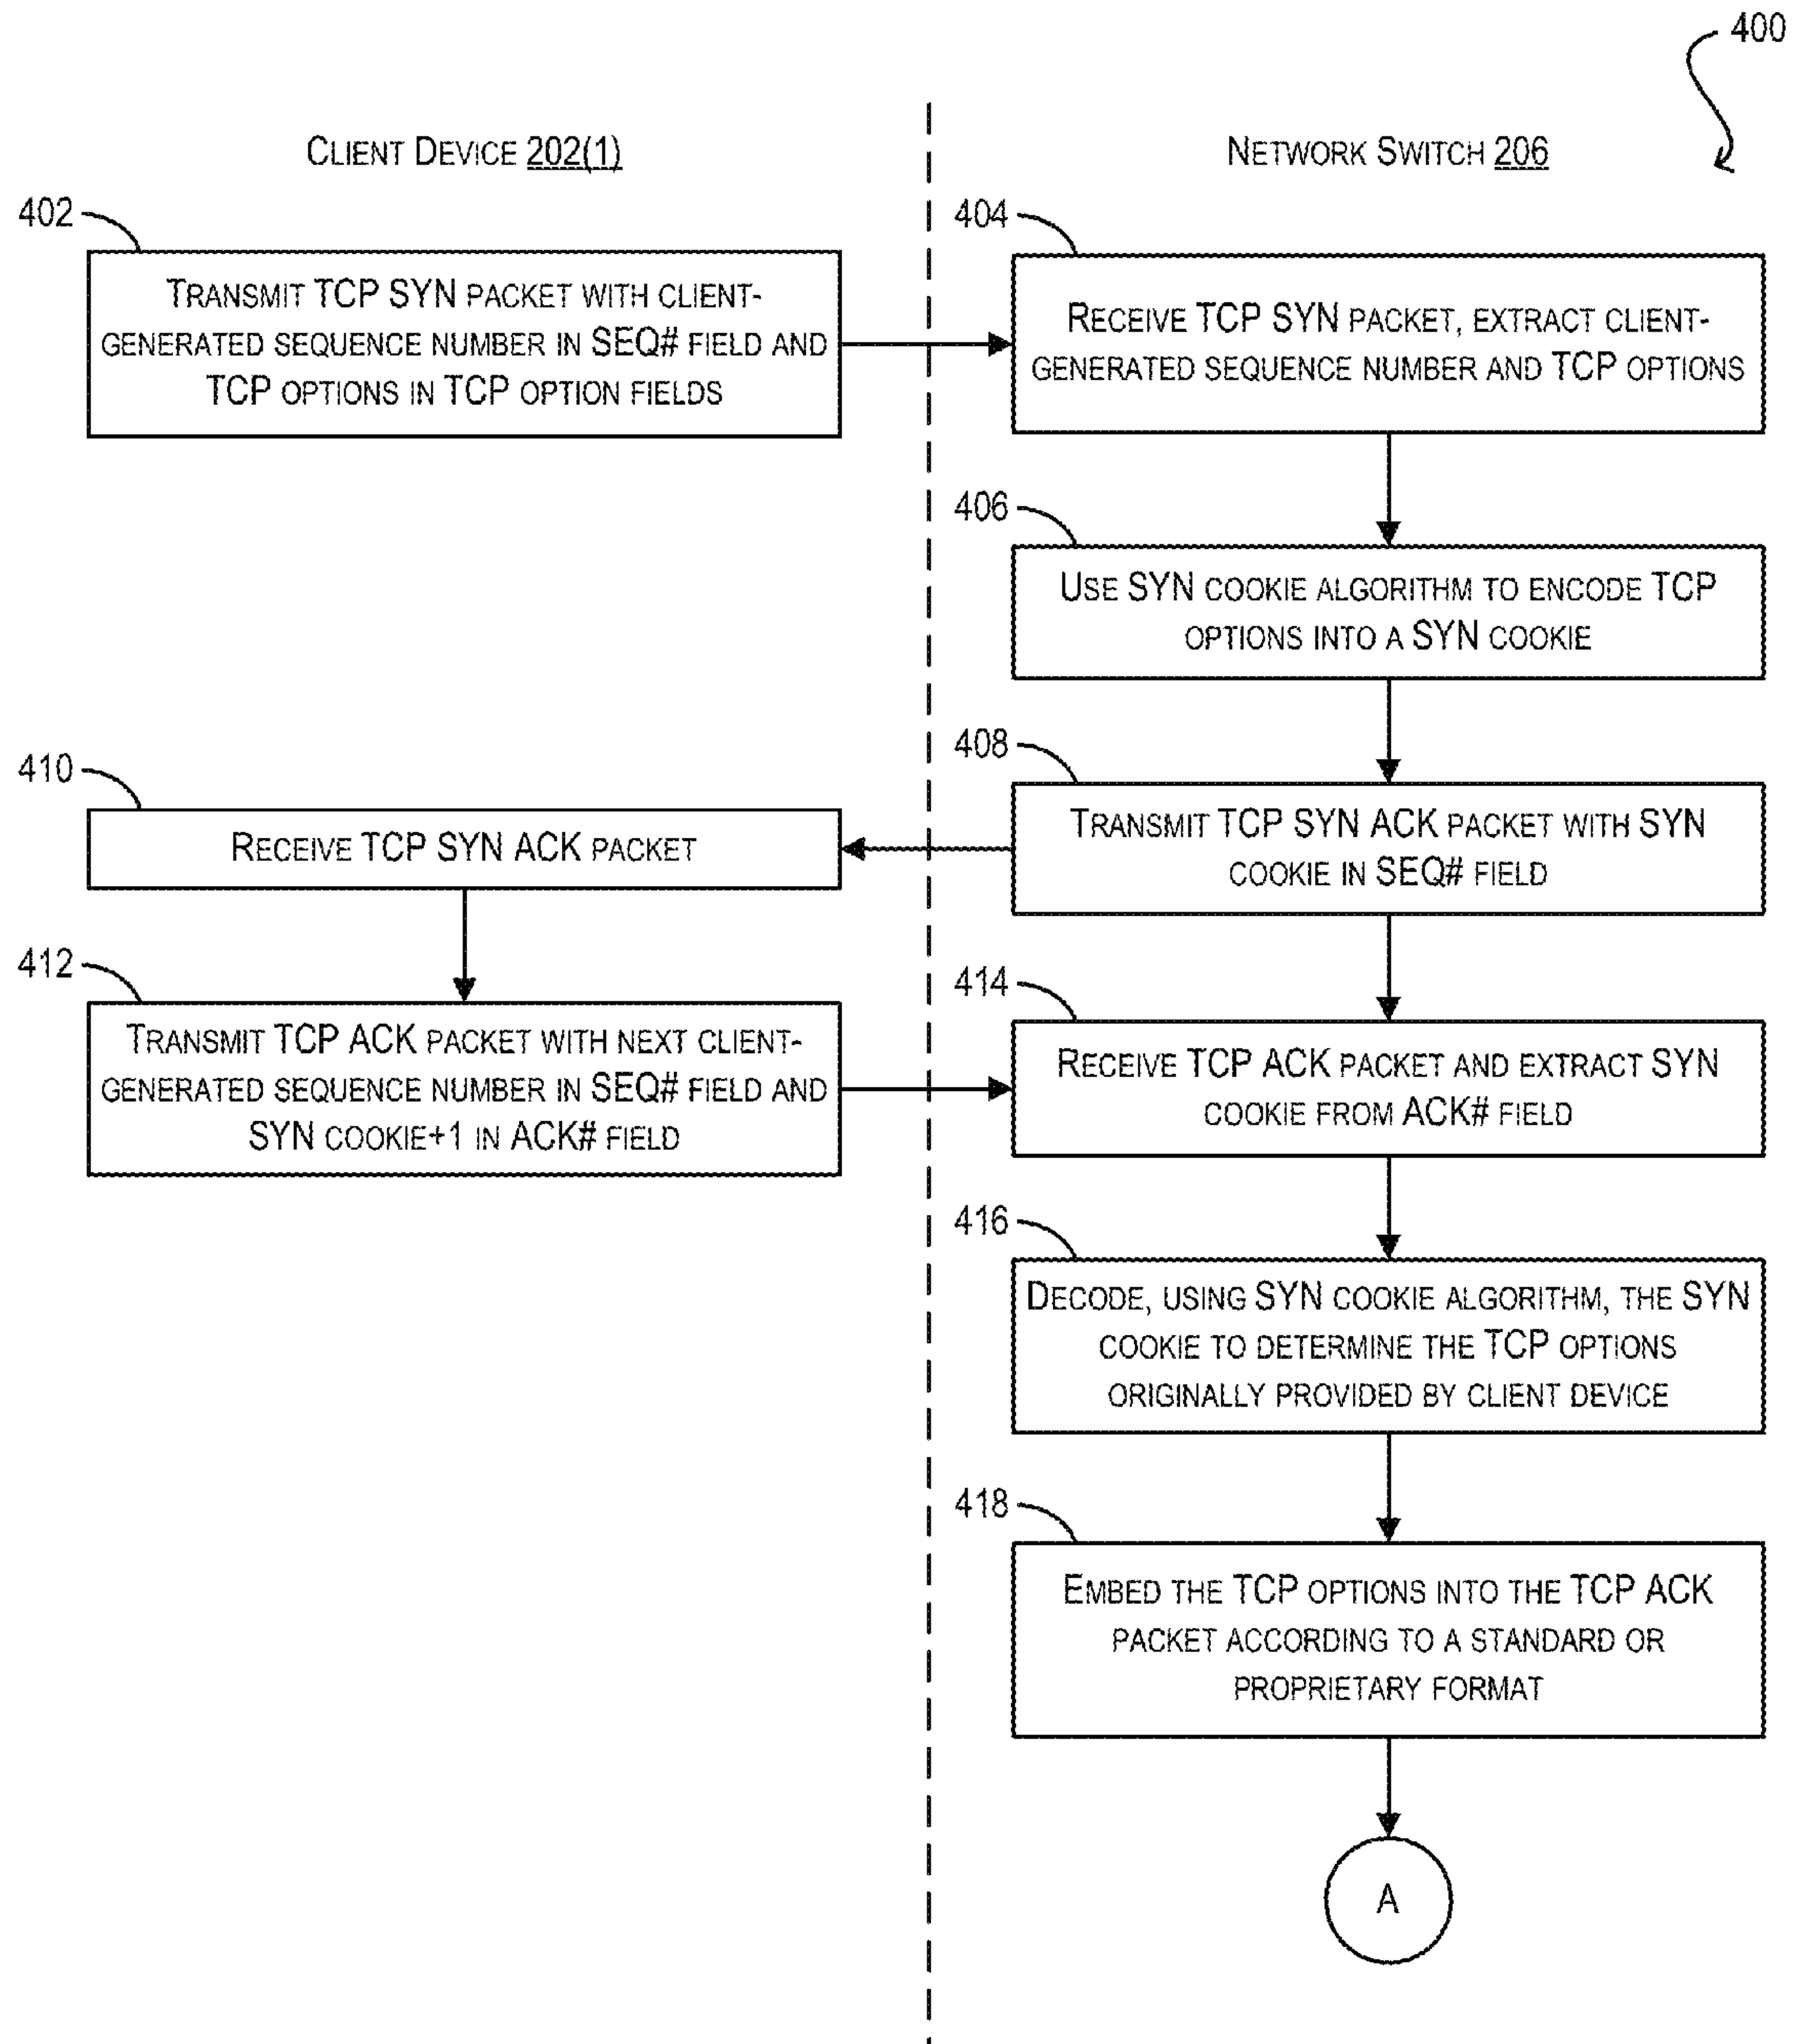 400
CLIENT DEVICE 202(1)
NETWORK SWITCH 206
402
TRANSMIT TCP SYN PACKET WITH CLIENT-
GENERATED SEQUENCE NUMBER IN SEQ# FIELD AND
TCP OPTIONS IN TCP OPTION FIELDS
404
RECEIVE TCP SYN PACKET, EXTRACT CLIENT-
GENERATED SEQUENCE NUMBER AND TCP OPTIONS
406
USE SYN COOKIE ALGORITHM TO ENCODE TCP
OPTIONS INTO A SYN COOKIE
408
TRANSMIT TCP SYN ACK PACKET WITH SYN
COOKIE IN SEQ# FIELD
410
RECEIVE TCP SYN ACK PACKET
412
TRANSMIT TCP ACK PACKET WITH NEXT CLIENT-
GENERATED SEQUENCE NUMBER IN SEQ# FIELD AND
SYN COOKIE+1 IN ACK# FIELD
414
RECEIVE TCP ACK PACKET AND EXTRACT SYN
COOKIE FROM ACK# FIELD
416
DECODE, USING SYN COOKIE ALGORITHM, THE SYN
COOKIE TO DETERMINE THE TCP OPTIONS
ORIGINALLY PROVIDED BY CLIENT DEVICE
418
EMBED THE TCP OPTIONS INTO THE TCP ACK
PACKET ACCORDING TO A STANDARD OR
PROPRIETARY FORMAT
A